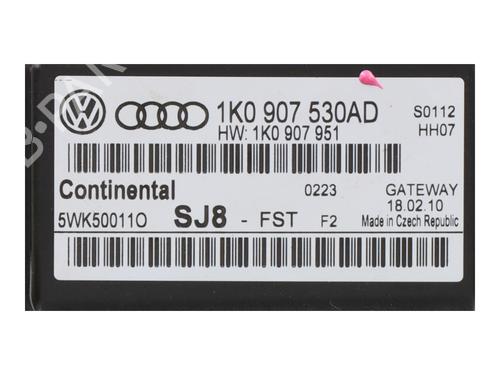 1K0 907 530AD
S0112
HW: 1K0 907 951
HH07
Continental
0223
GATEWAY
18.02.10
5WK50011O
SJ8 - FST F2
Made in Czech Republic